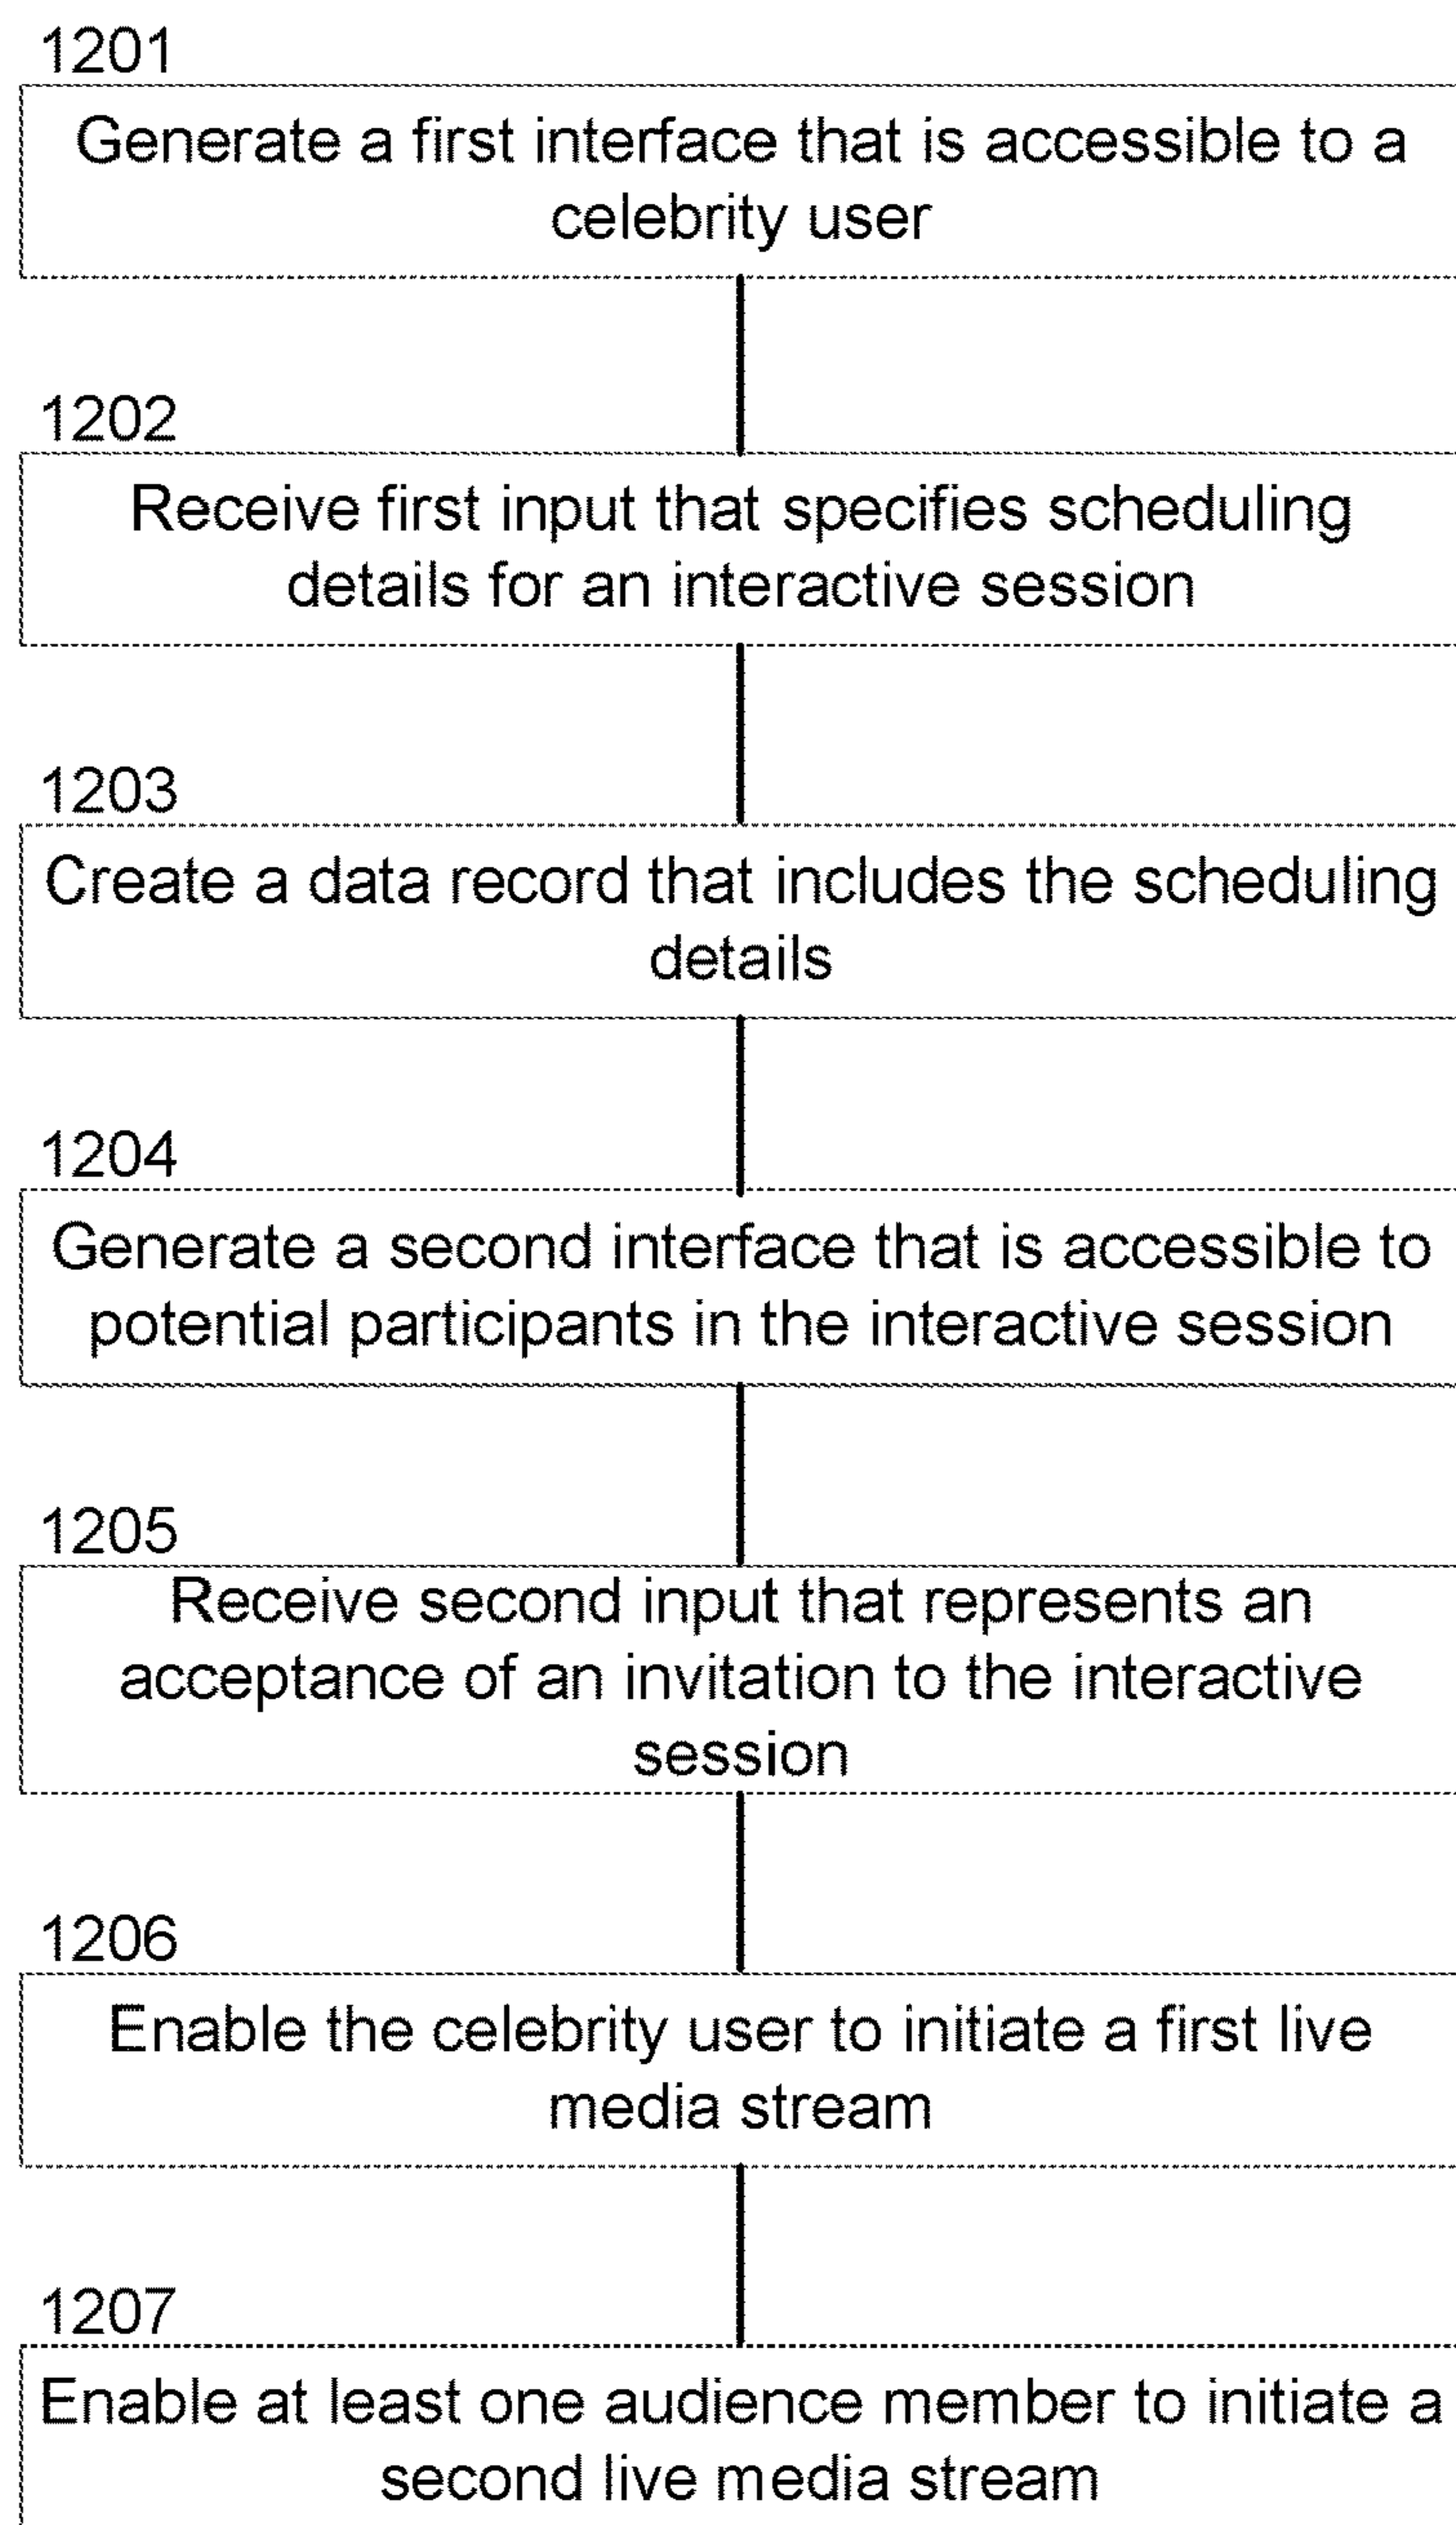 1201
Generate a first interface that is accessible to a
celebrity user
1202
Receive first input that specifies scheduling
details for an interactive session
1203
Create a data record that includes the scheduling
details
1204
Generate a second interface that is accessible to
potential participants in the interactive session
1205
Receive second input that represents an
acceptance of an invitation to the interactive
session
1206
Enable the celebrity user to initiate a first live
media stream
1207
Enable at least one audience member to initiate a
second live media stream